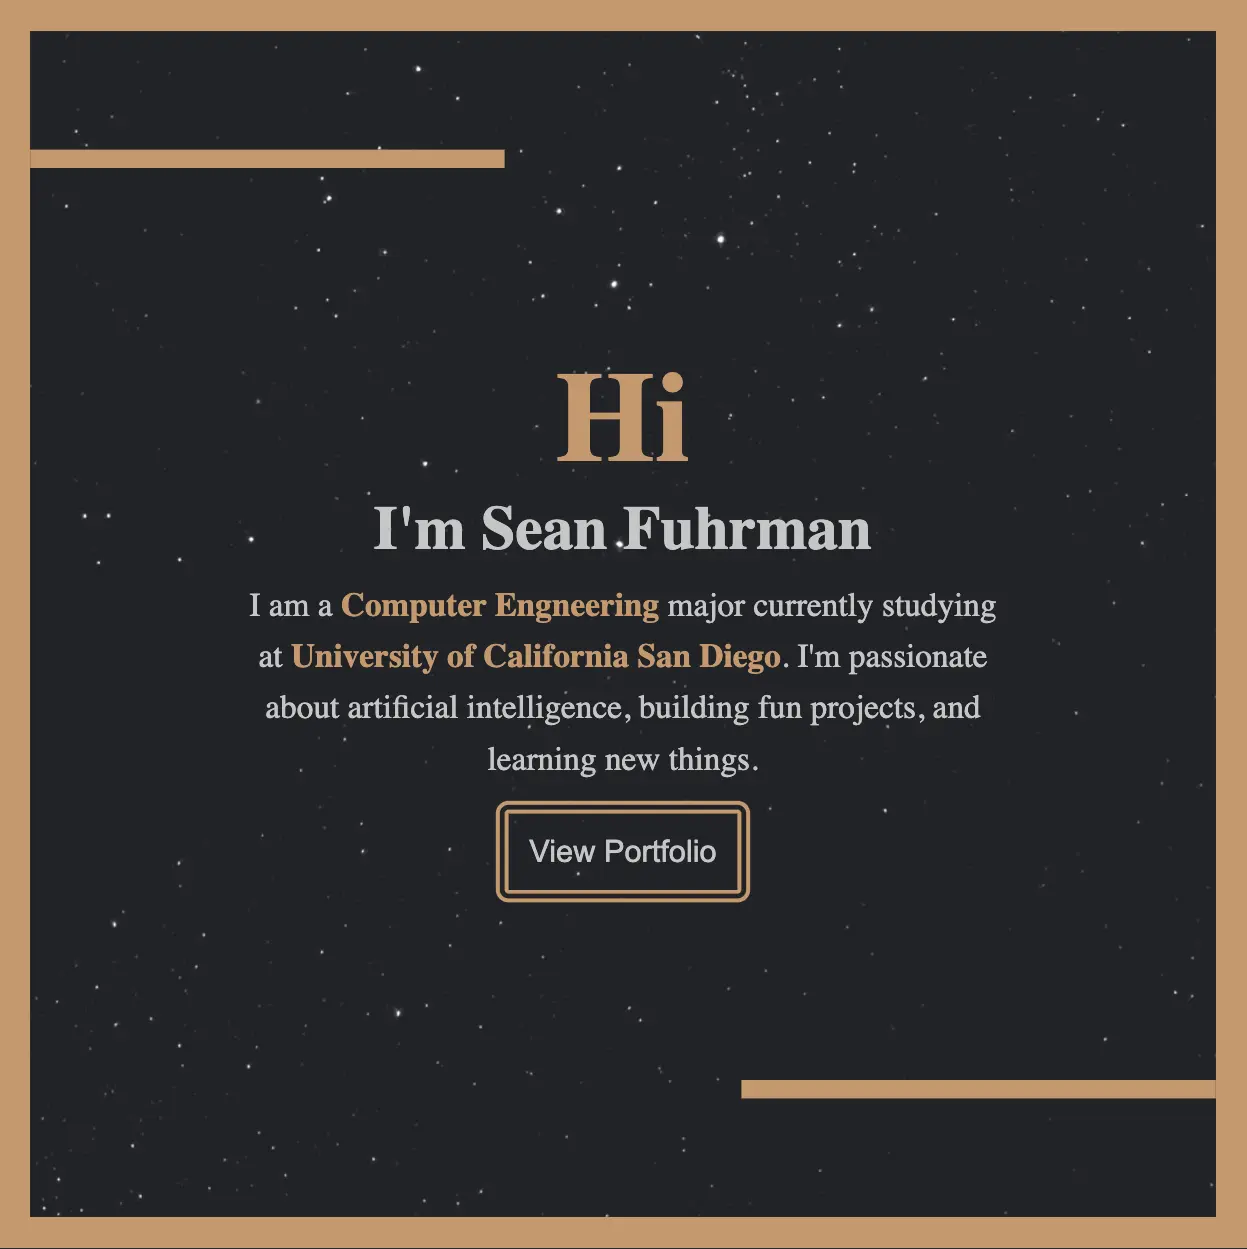 Hi
I'm Sean Fuhrman
I am a Computer Engneering major currently studying
at University of California San Diego. I'm passionate
about artificial intelligence, building fun projects, and
learning new things.
View Portfolio